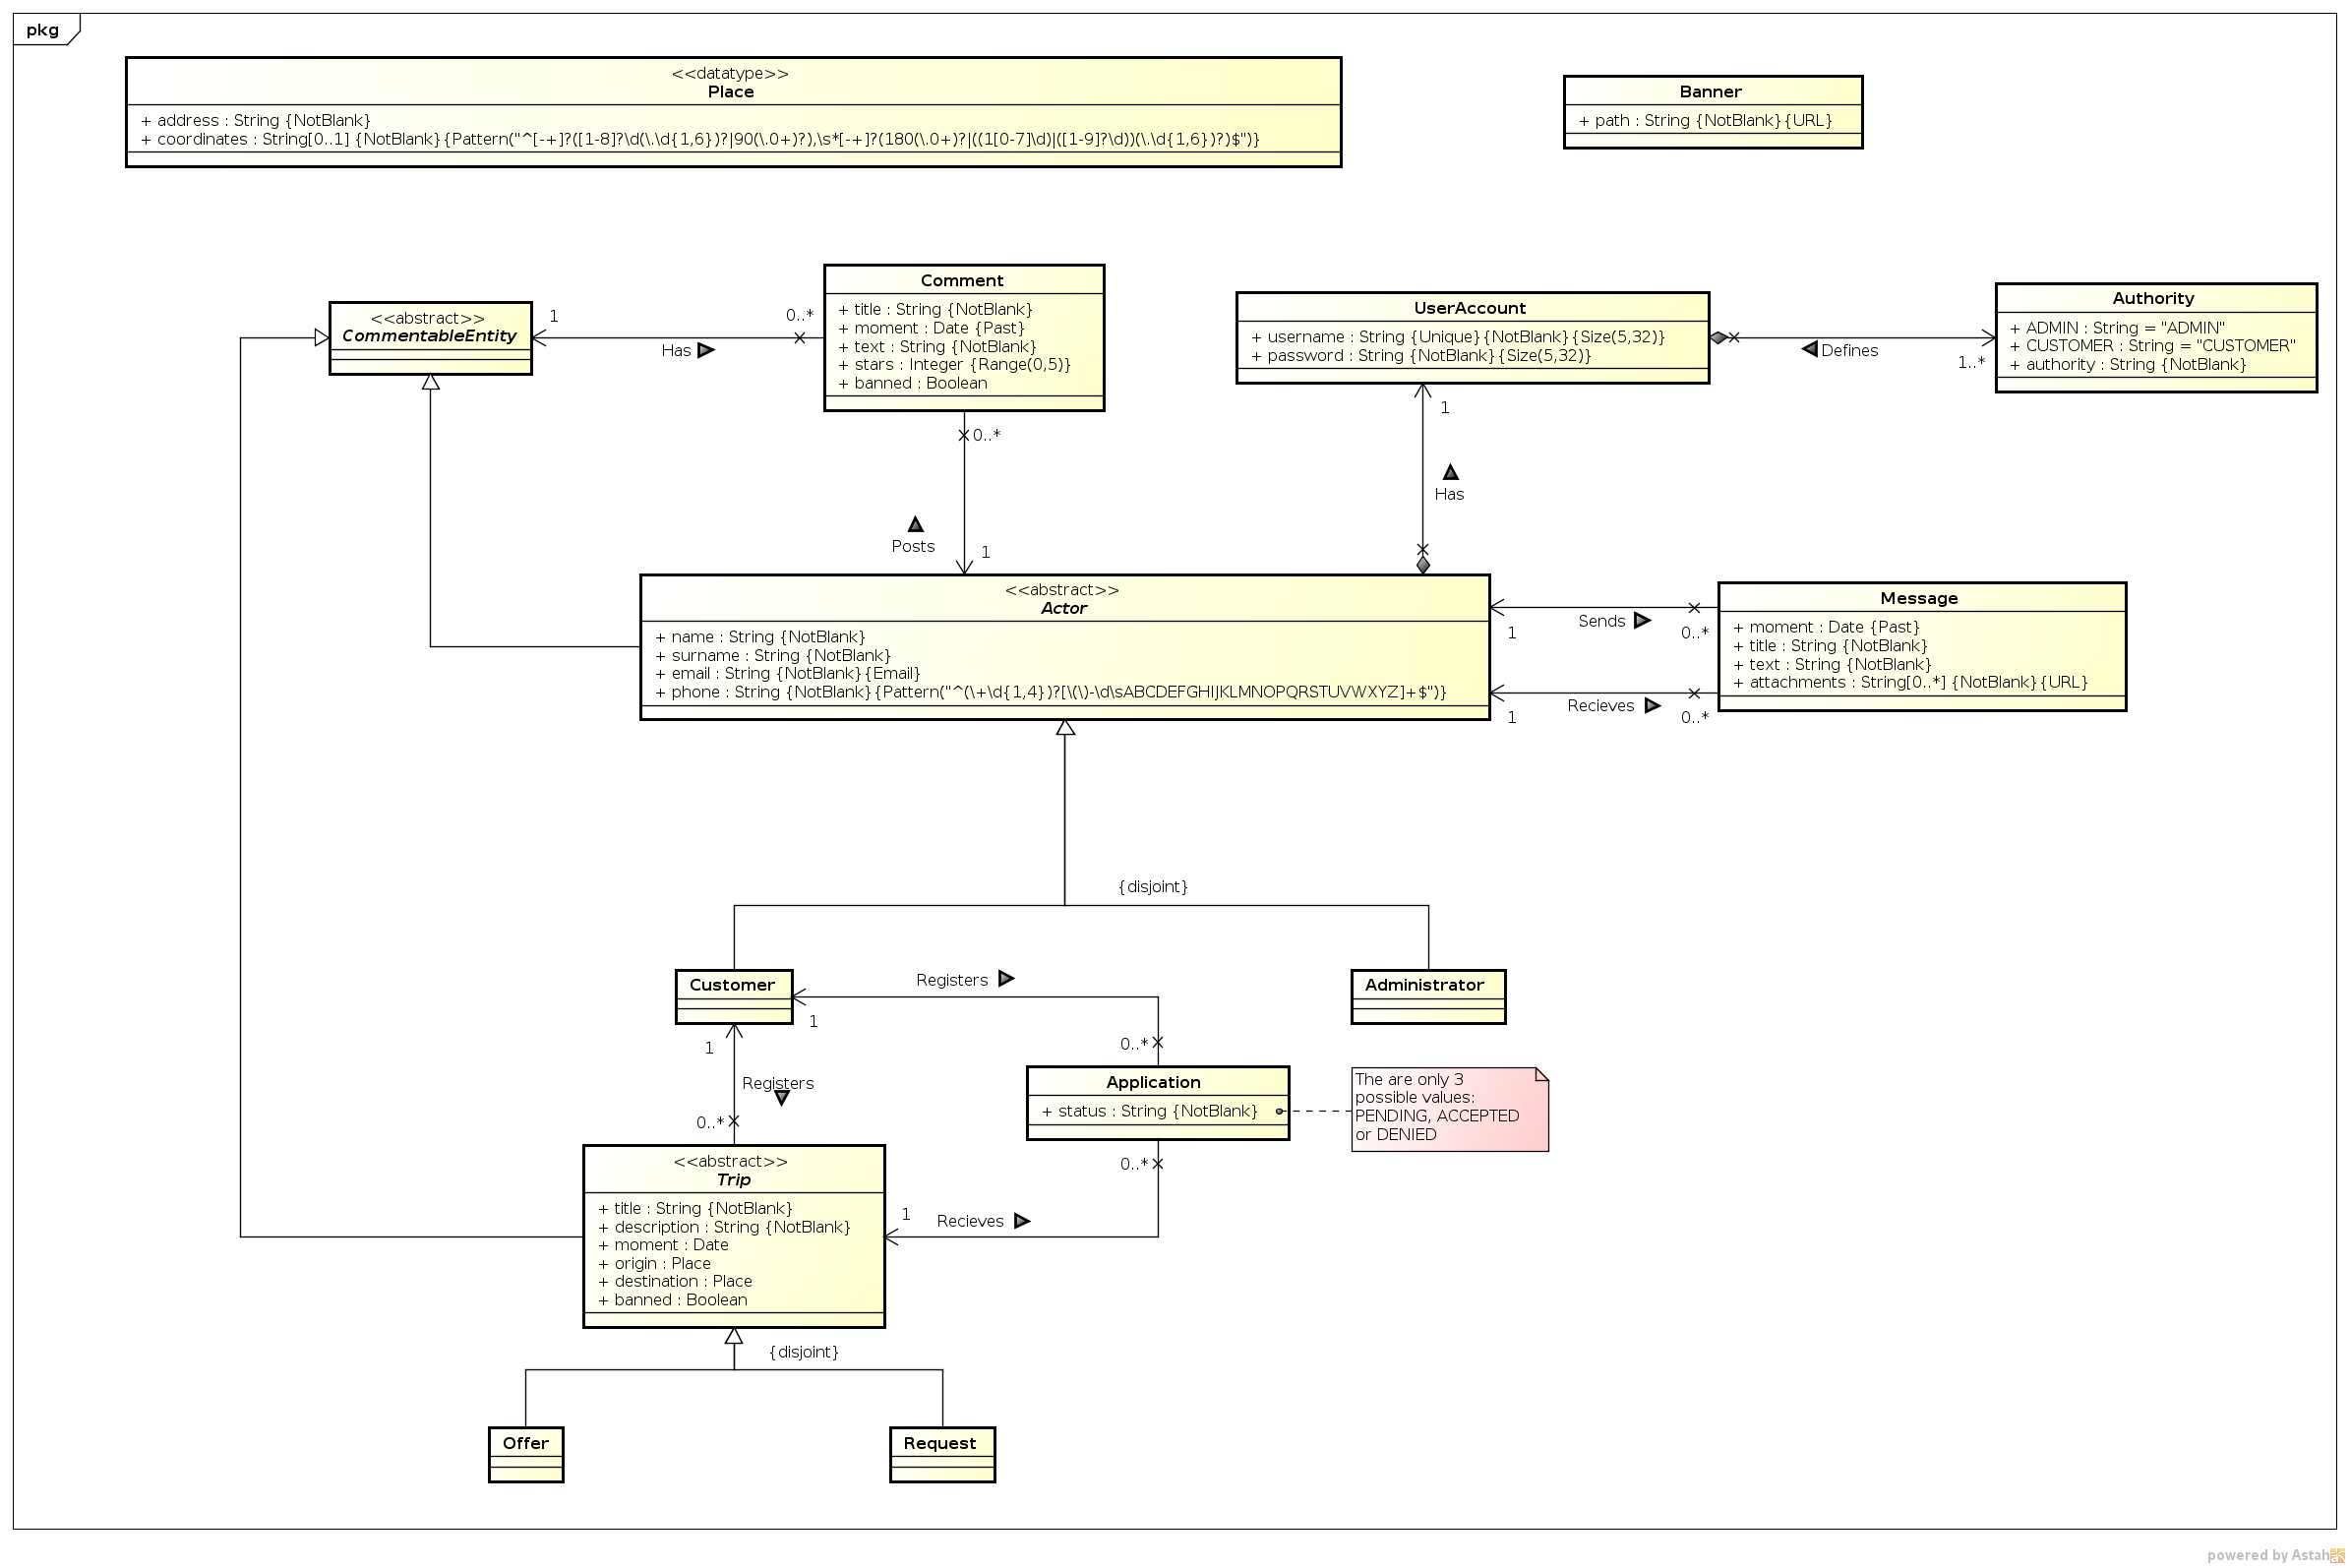 pkg
<<datatype>>
Place
+ address : String {NotBlank}
+ coordinates : String[0..1] {NotBlank}{Pattern("^[-+]?([1-8]?\d(\.\d{1,6})?|90(\.0+)?),\s*[-+]?(180(\.0+)?|((1[0-7]\d)|([1-9]?\d))(\.\d{1,6})?)$")}
Banner
+ path : String {NotBlank}{URL}
<<abstract>>
CommentableEntity
1
0..*
Has
Comment
+ title : String {NotBlank}
+ moment : Date {Past}
+ text : String {NotBlank}
+ stars : Integer {Range(0,5)}
+ banned : Boolean
UserAccount
+ username : String {Unique}{NotBlank}{Size(5,32)}
+ password : String {NotBlank}{Size(5,32)}
Defines
1..*
Authority
+ ADMIN : String = "ADMIN"
+ CUSTOMER : String = "CUSTOMER"
+ authority : String {NotBlank}
0..*
Posts
1
1
Has
<<abstract>>
Actor
+ name : String {NotBlank}
+ surname : String {NotBlank}
+ email : String {NotBlank}{Email}
+ phone : String {NotBlank}{Pattern("^(\+\d{1,4})?[\(\)-\d\sABCDEFGHIJKLMNOPQRSTUVWXYZ]+$")}
Sends
1
0..*
Recieves
1
0..*
Message
+ moment : Date {Past}
+ title : String {NotBlank}
+ text : String {NotBlank}
+ attachments : String[0..*] {NotBlank}{URL}
{disjoint}
Customer
Registers
1
0..*
Administrator
1
Registers
0..*
Application
+ status : String {NotBlank}
The are only 3
possible values:
PENDING, ACCEPTED
or DENIED
0..*
1
Recieves
<<abstract>>
Trip
+ title : String {NotBlank}
+ description : String {NotBlank}
+ moment : Date
+ origin : Place
+ destination : Place
+ banned : Boolean
{disjoint}
Offer
Request
powered by Astah